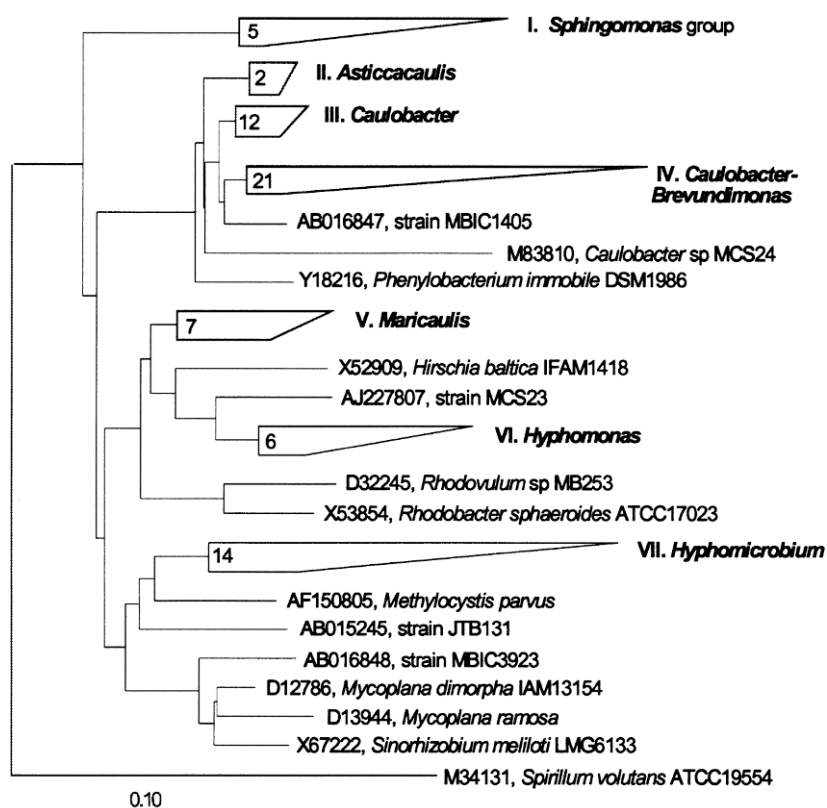 5
I. Sphingomonas group
2
II. Asticcacaulis
12
III. Caulobacter
21
IV. Caulobacter-
Brevundimonas
AB016847, strain MBIC1405
M83810, Caulobacter sp MCS24
Y18216, Phenylobacterium immobile DSM1986
7
V. Maricaulis
X52909, Hirschia baltica IFAM1418
AJ227807, strain MCS23
6
VI. Hyphomonas
D32245, Rhodovulum sp MB253
X53854, Rhodobacter sphaeroides ATCC17023
14
VII. Hyphomicrobium
AF150805, Methylocystis parvus
AB015245, strain JTB131
AB016848, strain MBIC3923
D12786, Mycoplana dimorpha IAM13154
D13944, Mycoplana ramosa
X67222, Sinorhizobium meliloti LMG6133
M34131, Spirillum volutans ATCC19554
0.10